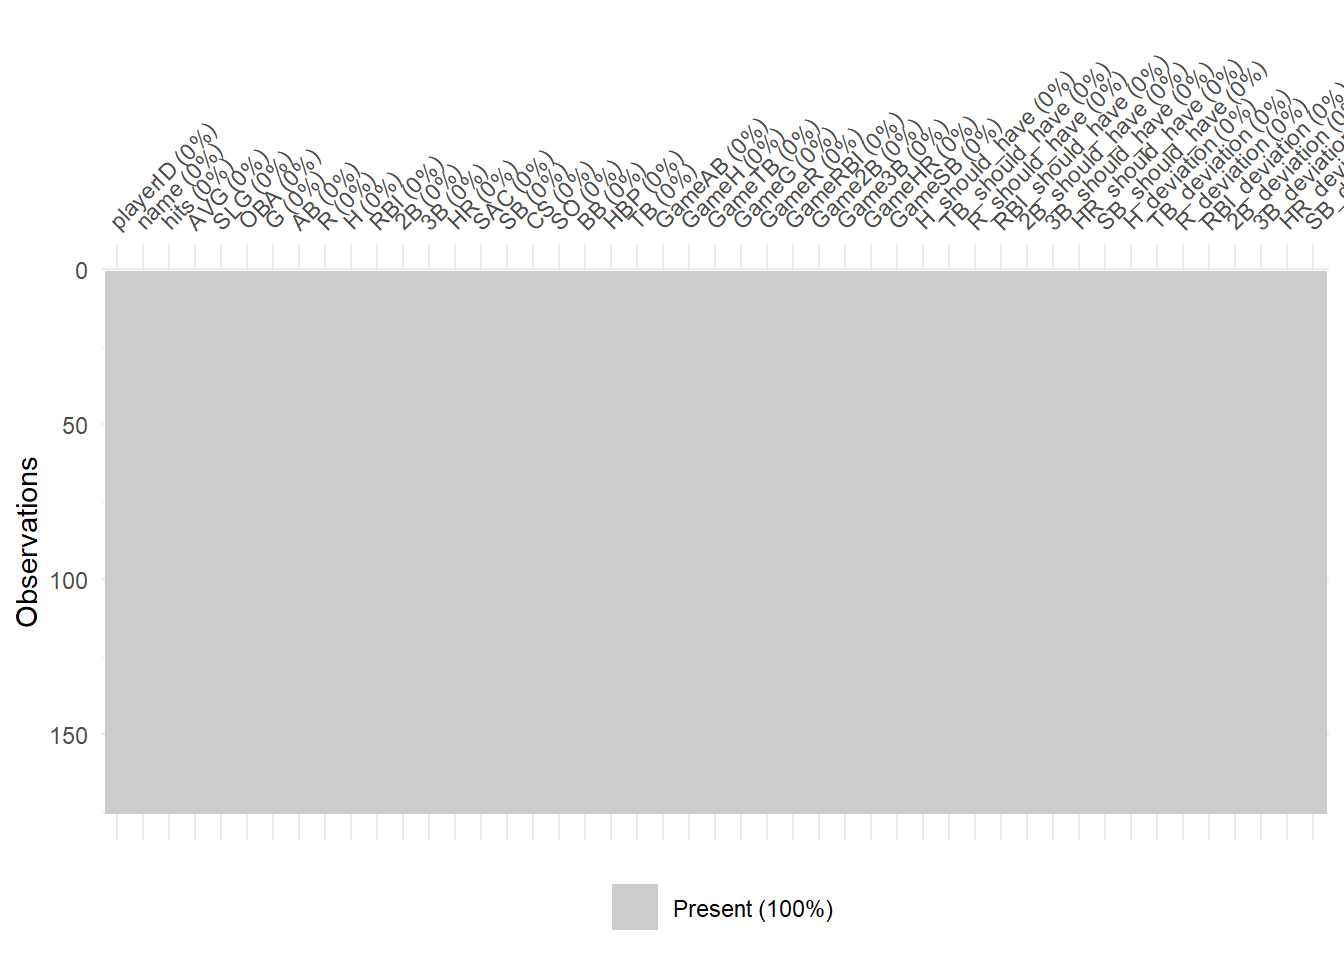 playerID (0%)
name (0%)
hits (0%)
AVG (0%)
SLG (0%)
OBA (0%)
G (0%)
AB (0%)
R (0%)
H (0%)
RBI (0%)
2B (0%)
3B (0%)
HR (0%)
SAC (0%)
SB (0%)
CS (0%)
SO (0%)
BB (0%)
HBP (0%)
TB (0%)
GameAB (0%)
GameH (0%)
GameTB (0%)
GameG (0%)
GameR (0%)
GameRBI (0%)
Game2B (0%)
Game3B (0%)
GameHR (0%)
GameSB (0%)
H_should_have (0%)
TB_should_have (0%)
R_should_have (0%)
RBI_should_have (0%)
2B_should_have (0%)
3B_should_have (0%)
HR_should_have (0%)
SB_should_have (0%)
H_deviation (0%)
TB_deviation (0%)
R_deviation (0%)
RBI_deviation (0%)
2B_deviation (0%
3B_deviation
HR_deviation
SB_
0
50
100
150
Observations
Present (100%)